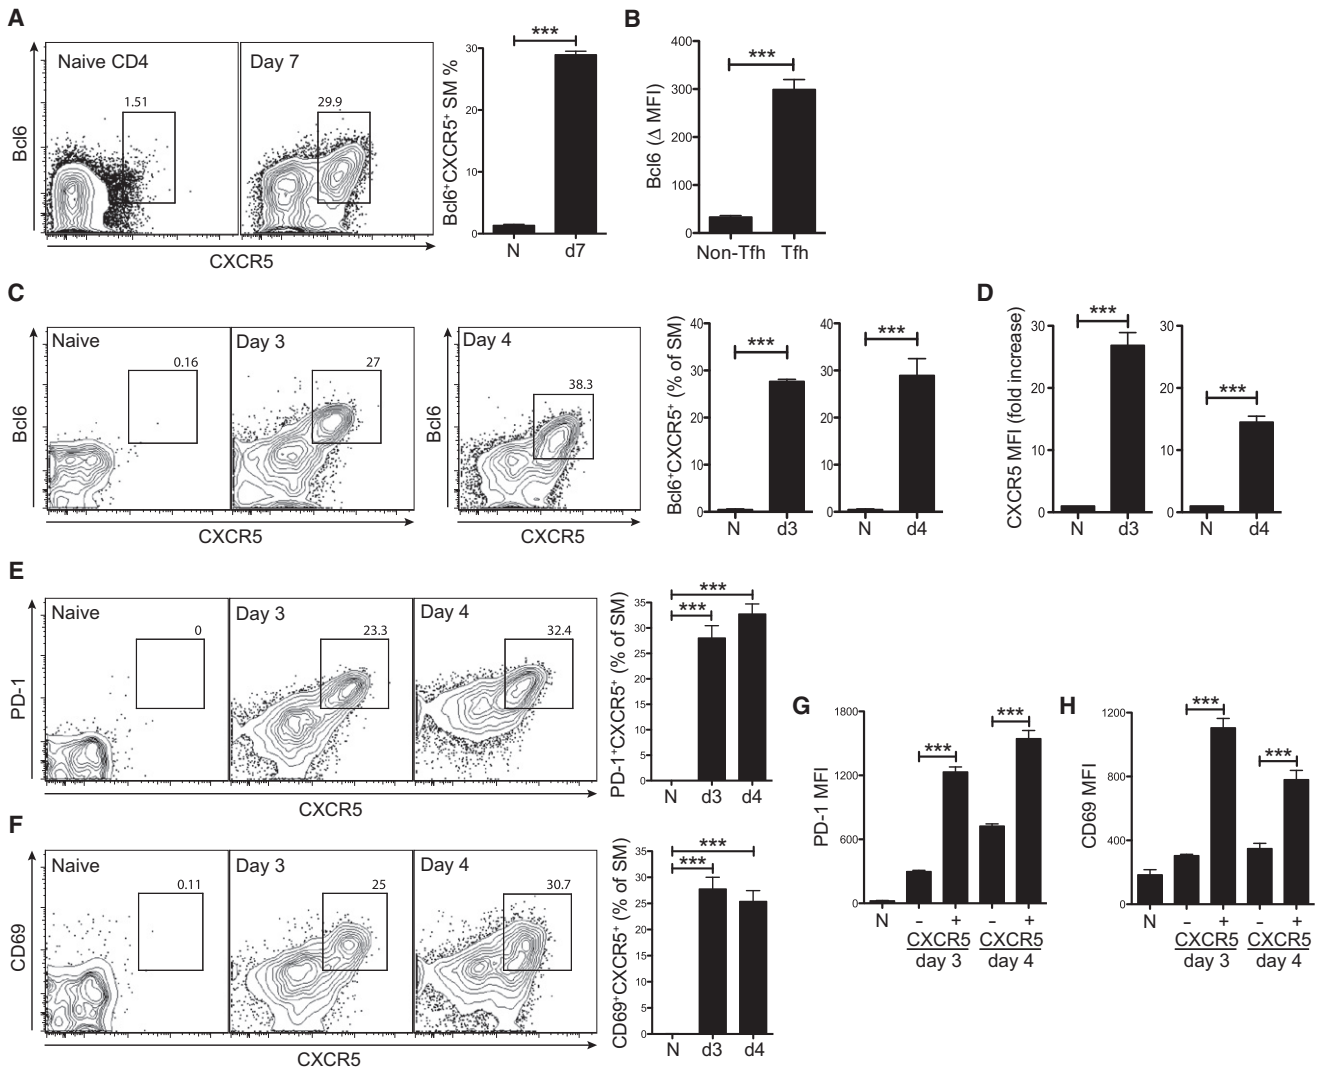 A
Naive CD4
1.51
Day 7
29.9
Bcl6
CXCR5
Bcl6⁺CXCR5⁺ SM %
30
20
10
0
***
N
d7
B
Bcl6 (Δ MFI)
400
300
200
100
0
***
Non-Tfh
Tfh
C
Naive
0.16
Day 3
27
Bcl6
CXCR5
Day 4
38.3
Bcl6
CXCR5
Bcl6⁺CXCR5⁺ (% of SM)
40
30
20
10
0
***
N
d3
40
30
20
10
0
***
N
d4
D
CXCR5 MFI (fold increase)
30
20
10
0
***
N
d3
30
20
10
0
***
N
d4
E
Naive
0
Day 3
23.3
Day 4
32.4
PD-1
CXCR5
PD-1⁺CXCR5⁺ (% of SM)
35
30
25
20
15
10
5
0
***
***
N
d3
d4
F
Naive
0.11
Day 3
25
Day 4
30.7
CD69
CXCR5
CD69⁺CXCR5⁺ (% of SM)
35
30
25
20
15
10
5
0
***
***
N
d3
d4
G
PD-1 MFI
1800
1200
600
0
***
***
N
- + - +
CXCR5 CXCR5
day 3 day 4
H
CD69 MFI
1200
800
400
0
***
***
N
- + - +
CXCR5 CXCR5
day 3 day 4